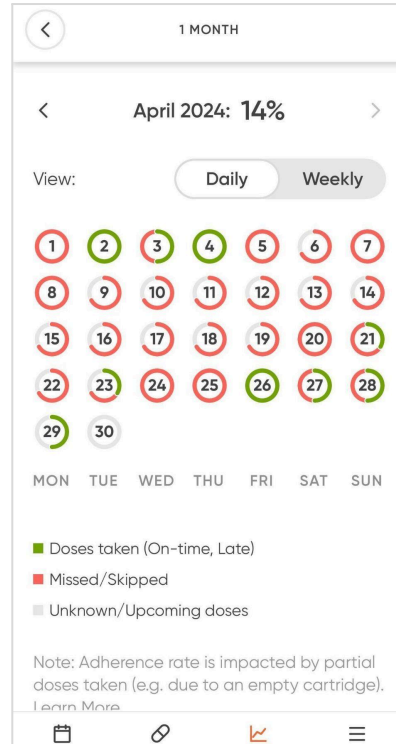 1 MONTH
April 2024: 14%
View: Daily Weekly
1 2 3 4 5 6 7
8 9 10 11 12 13 14
15 16 17 18 19 20 21
22 23 24 25 26 27 28
29 30
MON TUE WED THU FRI SAT SUN
Doses taken (On-time, Late)
Missed/Skipped
Unknown/Upcoming doses
Note: Adherence rate is impacted by partial
doses taken (e.g. due to an empty cartridge).
Learn More